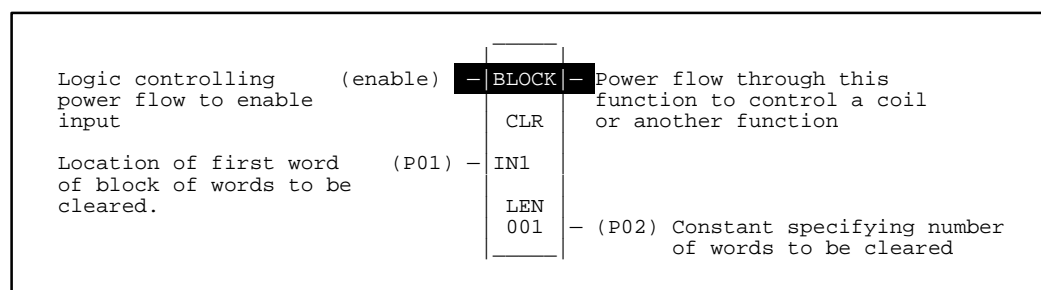 Logic controlling (enable) —|BLOCK|— Power flow through this
power flow to enable function to control a coil
input CLR or another function
Location of first word (P01) —|IN1
of block of words to be
cleared.
LEN
001 |— (P02) Constant specifying number
of words to be cleared